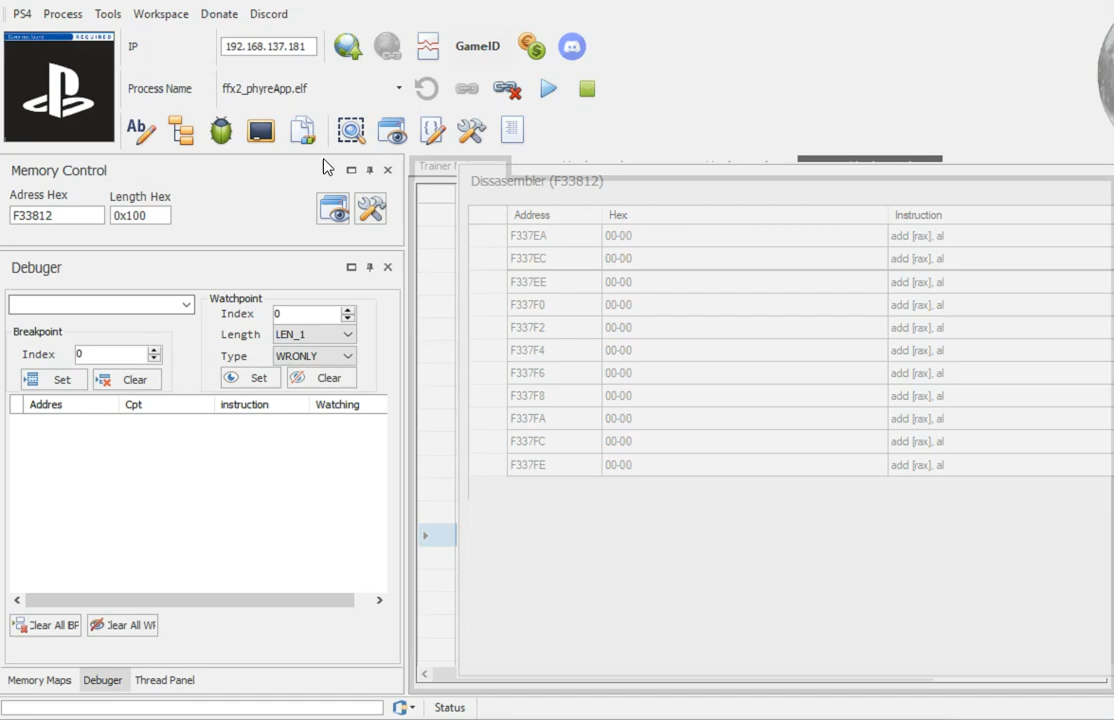 PS4 Process Tools Workspace Donate Discord
REQUIRED
IP 192.168.137.181 GameID
Process Name ffx2_phyreApp.elf
Ab
Memory Control
Adress Hex Length Hex
F33812 0x100
Debuger
Watchpoint
Index 0
Breakpoint
Length LEN_1
Index 0
Type WRONLY
Set Clear Set Clear
Addres Cpt instruction Watching
Clear All WF
Memory Maps Debuger Thread Panel
Status
Trainer
Dissasembler (F33812)
Address Hex Instruction
F337EA 00-00 add [rax], al
F337EC 00-00 add [rax], al
F337EE 00-00 add [rax], al
F337F0 00-00 add [rax], al
F337F2 00-00 add [rax], al
F337F4 00-00 add [rax], al
F337F6 00-00 add [rax], al
F337F8 00-00 add [rax], al
F337FA 00-00 add [rax], al
F337FC 00-00 add [rax], al
F337FE 00-00 add [rax], al